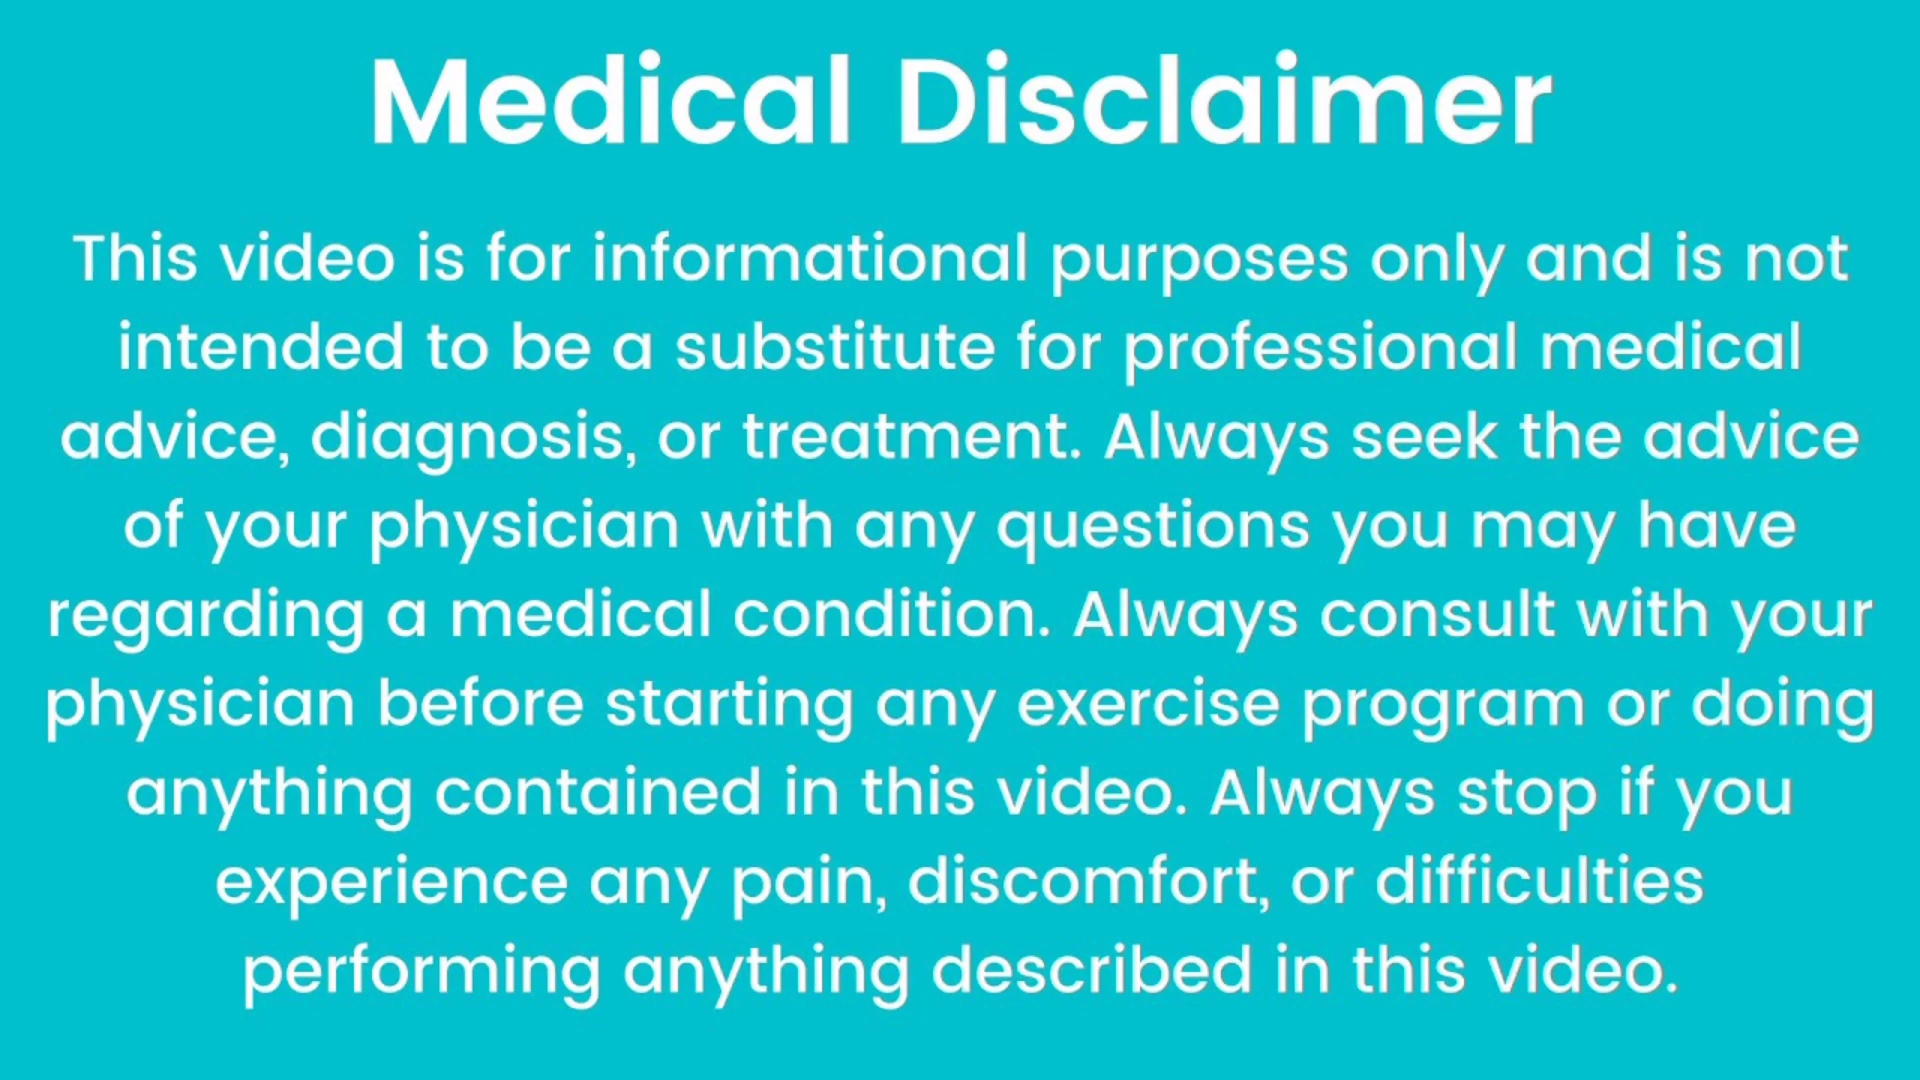 Medical Disclaimer
This video is for informational purposes only and is not
intended to be a substitute for professional medical
advice, diagnosis, or treatment. Always seek the advice
of your physician with any questions you may have
regarding a medical condition. Always consult with your
physician before starting any exercise program or doing
anything contained in this video. Always stop if you
experience any pain, discomfort, or difficulties
performing anything described in this video.